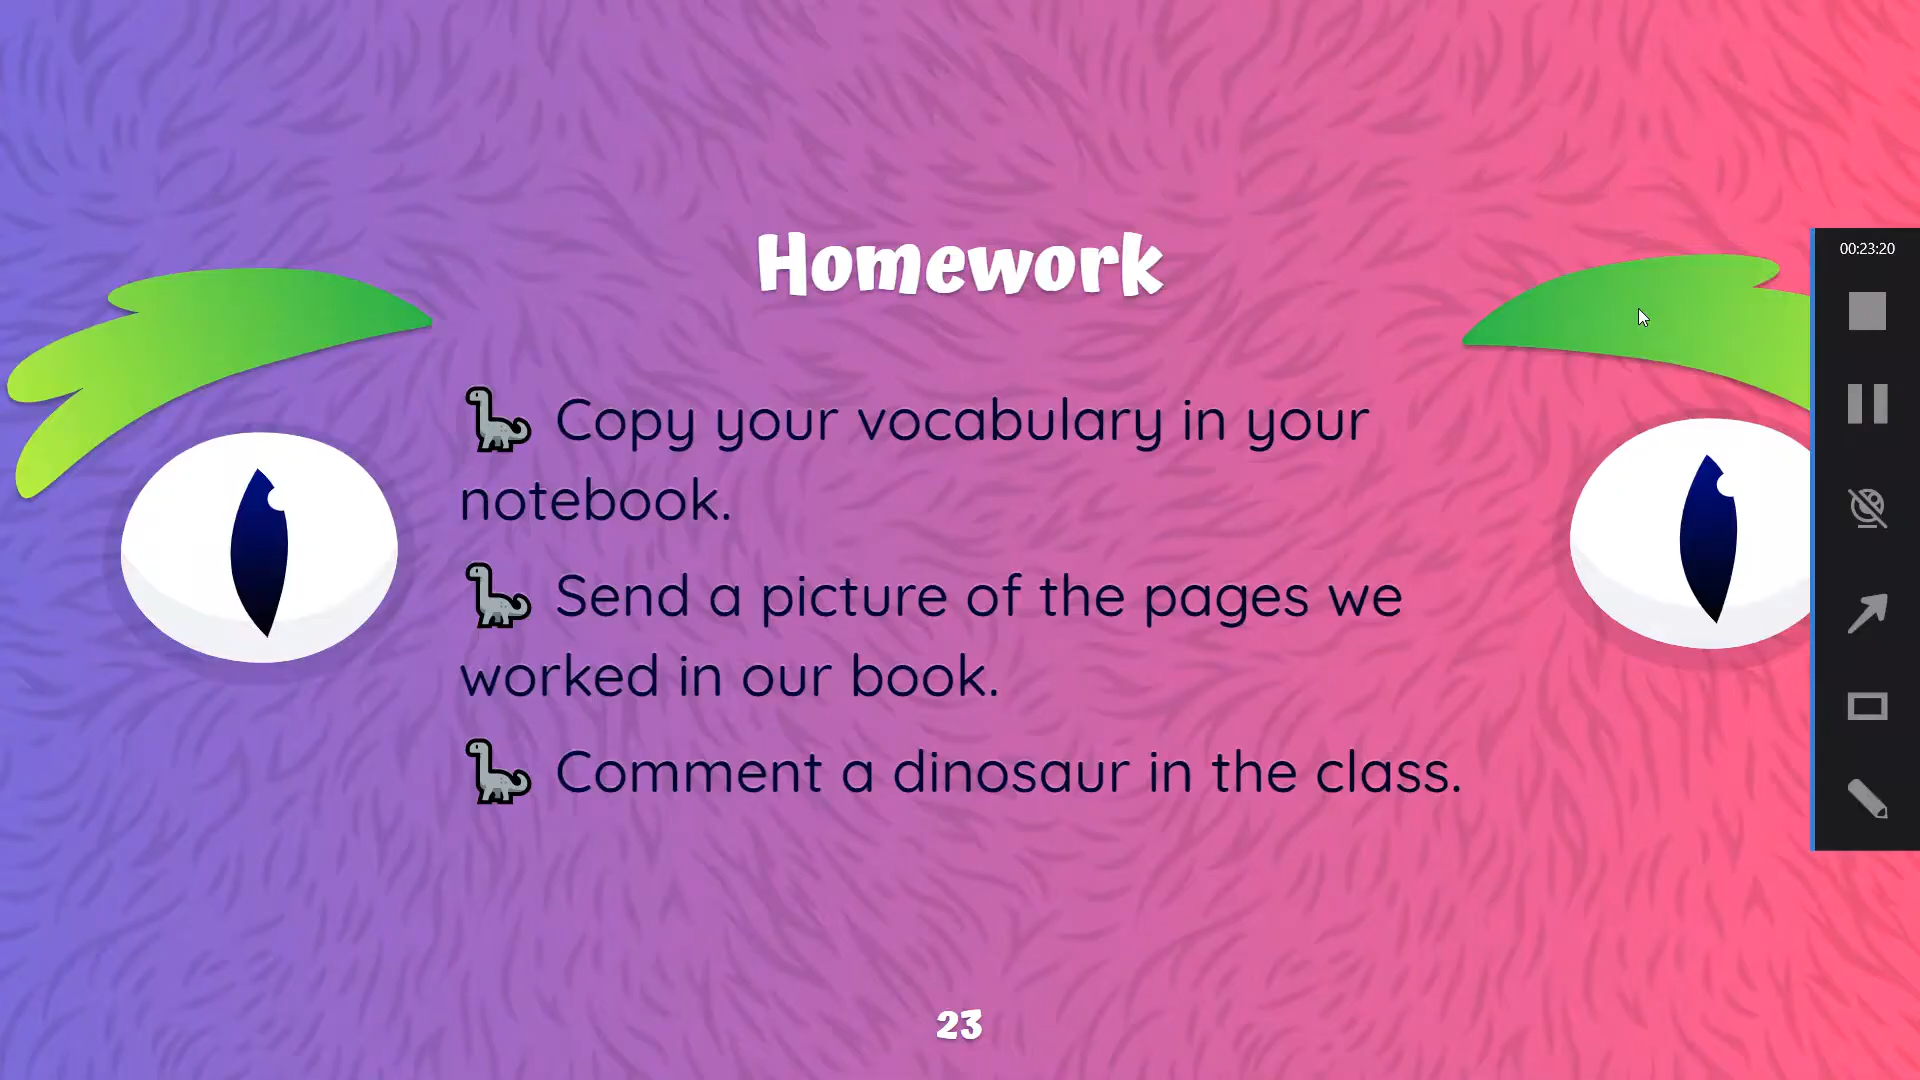 Homework
00:23:20
Copy your vocabulary in your
notebook.
Send a picture of the pages we
worked in our book.
Comment a dinosaur in the class.
23